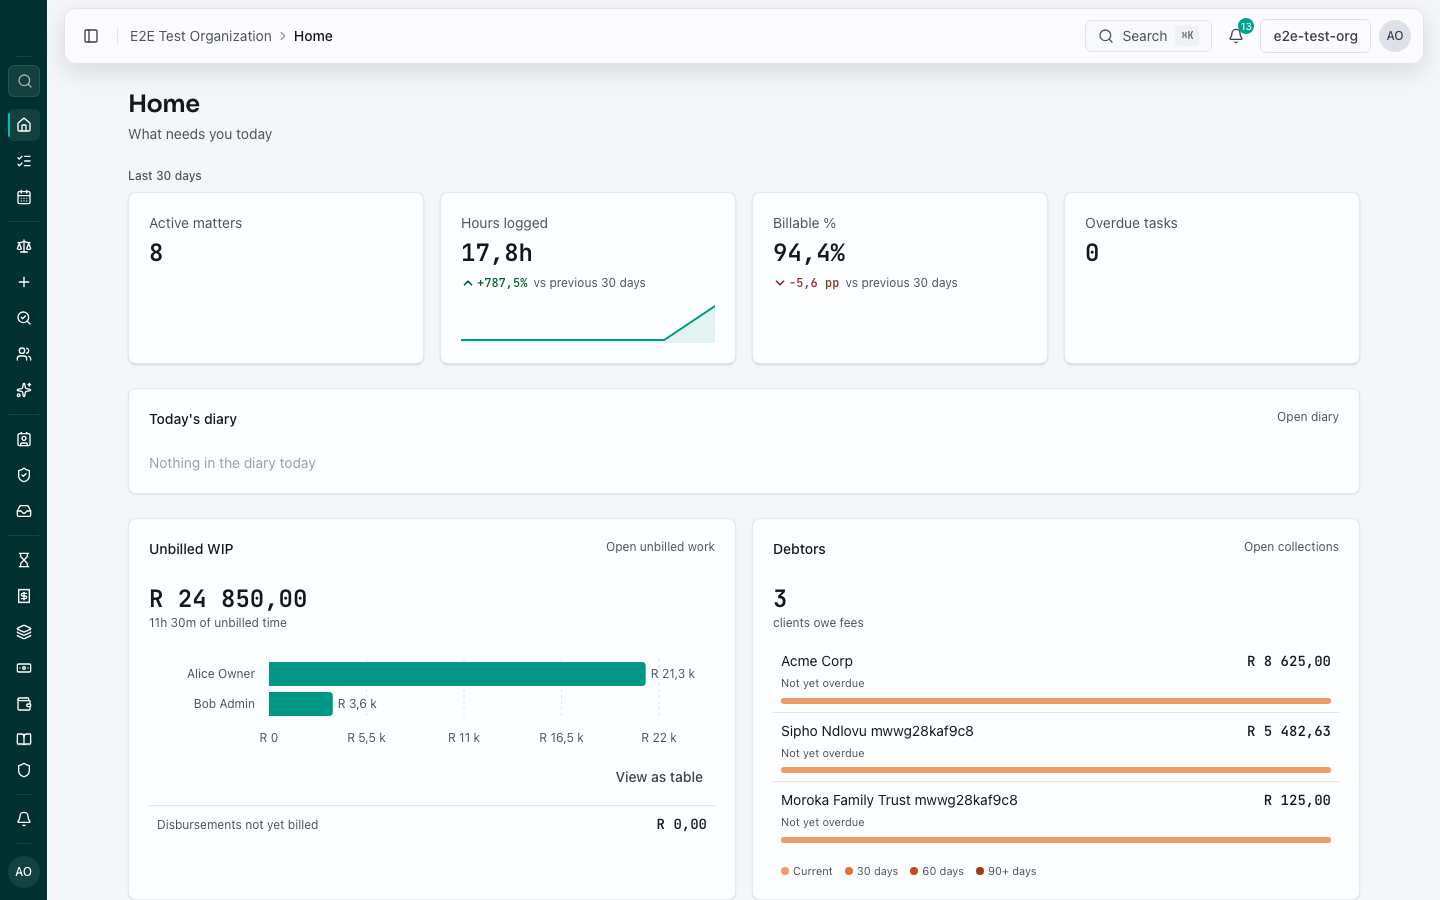 E2E Test Organization > Home
Search ⌘K
13
e2e-test-org
AO
Home
What needs you today
Last 30 days
Active matters
8
Hours logged
17,8h
+787,5% vs previous 30 days
Billable %
94,4%
-5,6 pp vs previous 30 days
Overdue tasks
0
Today's diary
Open diary
Nothing in the diary today
Unbilled WIP
Open unbilled work
R 24 850,00
11h 30m of unbilled time
Alice Owner R 21,3 k
Bob Admin R 3,6 k
R 0 R 5,5 k R 11 k R 16,5 k R 22 k
View as table
Disbursements not yet billed R 0,00
Debtors
Open collections
3
clients owe fees
Acme Corp R 8 625,00
Not yet overdue
Sipho Ndlovu mwwg28kaf9c8 R 5 482,63
Not yet overdue
Moroka Family Trust mwwg28kaf9c8 R 125,00
Not yet overdue
Current 30 days 60 days 90+ days
AO